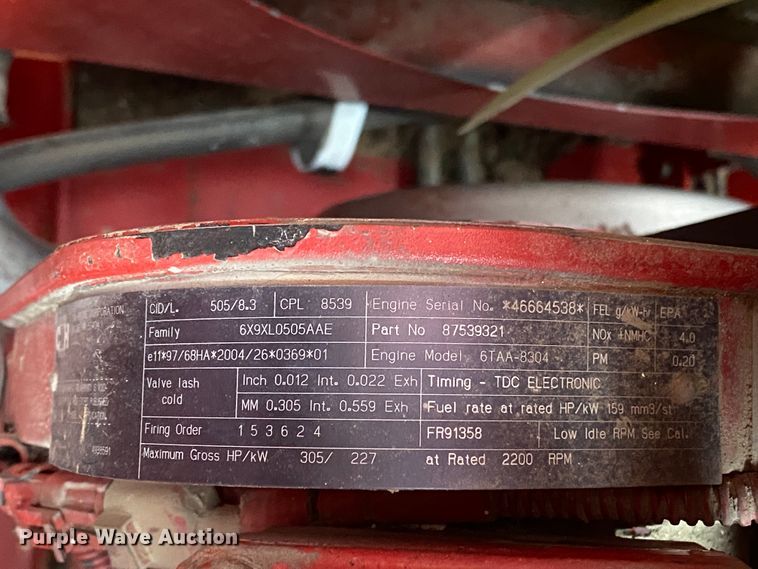 CORPORATION
CID/L. 505/8.3 CPL 8539 Engine Serial No. *46664538* FEL g/kW-hr EPA
Family 6X9XL0505AAE Part No 87539321 NOx+NMHC 4.0
e11*97/68HA*2004/26*0369*01 Engine Model 6TAA-8304 PM 0.20
Valve lash cold Inch 0.012 Int. 0.022 Exh Timing - TDC ELECTRONIC
MM 0.305 Int. 0.559 Exh Fuel rate at rated HP/kW 159 mm3/st
Firing Order 1 5 3 6 2 4 FR91358 Low Idle RPM See Cal.
Maximum Gross HP/kW 305/ 227 at Rated 2200 RPM
Purple Wave Auction